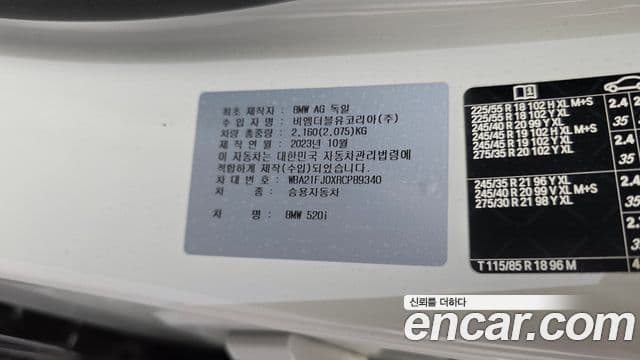 최초 제작자 : BMW AG 독일
수 입 자 명 : 비엠더블유코리아(주)
차량 총중량 : 2,160(2,075)KG
제작연월 : 2023년 10월
이 자동차는 대한민국 자동차관리법령에
적합하게 제작(수입)되었습니다.
차 대 번 호 : WBA21FJ0XRCP89340
차 종 : 승용자동차
차 명 : BMW 520i
225/55 R 18 102 H XL M+S
225/55 R 18 102 Y XL
245/40 R 20 99 Y XL
245/45 R 19 102 H XL M+S
245/45 R 19 102 Y XL
275/35 R 20 102 Y XL
2.4
35
245/35 R 21 96 Y XL
245/40 R 20 99 V XL M+S
275/30 R 21 98 Y XL
T 115/85 R 18 96 M
신뢰를 더하다
encar.com